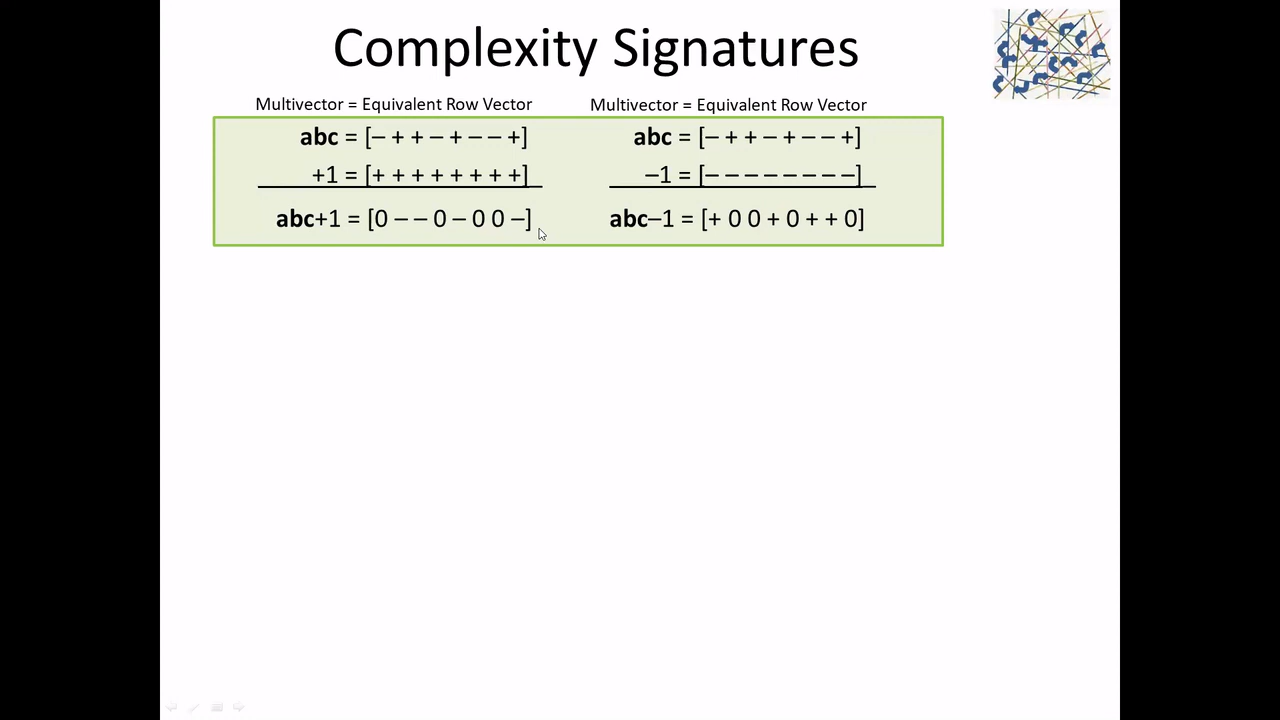 Complexity Signatures
Multivector = Equivalent Row Vector
abc = [– + + – + – – +]
+1 = [+ + + + + + + +]
abc+1 = [0 – – 0 – 0 0 –]
Multivector = Equivalent Row Vector
abc = [– + + – + – – +]
–1 = [– – – – – – – –]
abc–1 = [+ 0 0 + 0 + + 0]